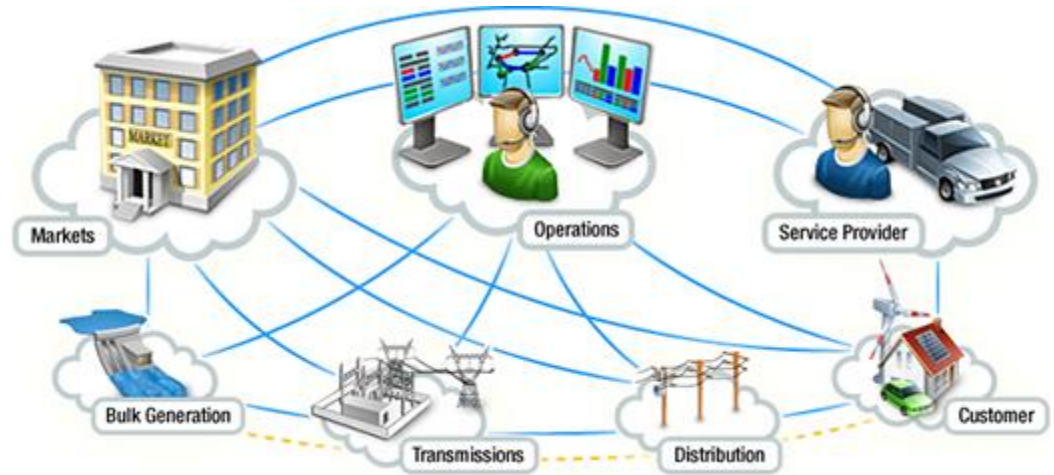 MARKET
Markets
Operations
Service Provider
Bulk Generation
Transmissions
Distribution
Customer